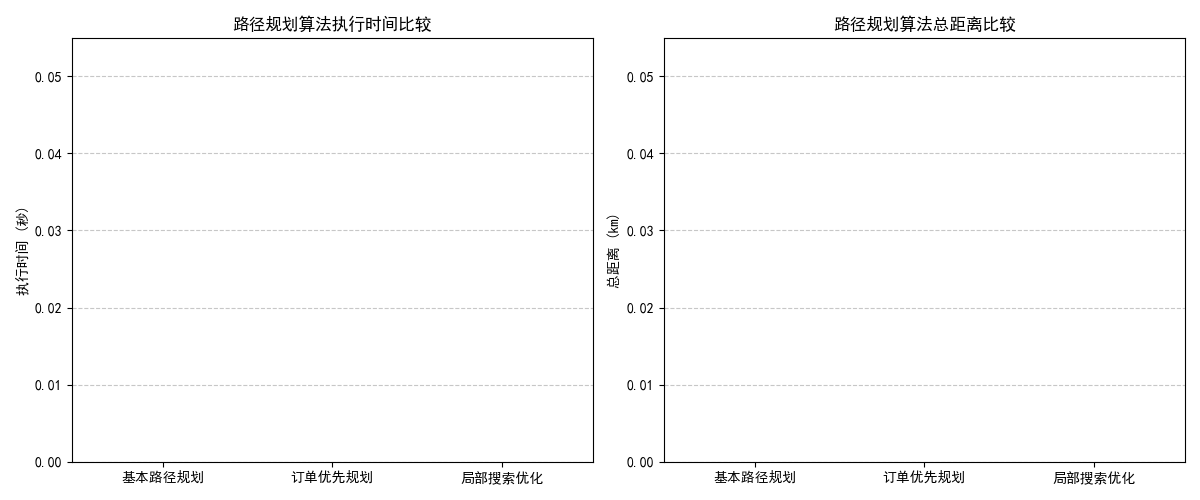 路径规划算法执行时间比较
执行时间 (秒)
0.05
0.04
0.03
0.02
0.01
0.00
基本路径规划
订单优先规划
局部搜索优化
路径规划算法总距离比较
总距离 (km)
0.05
0.04
0.03
0.02
0.01
0.00
基本路径规划
订单优先规划
局部搜索优化